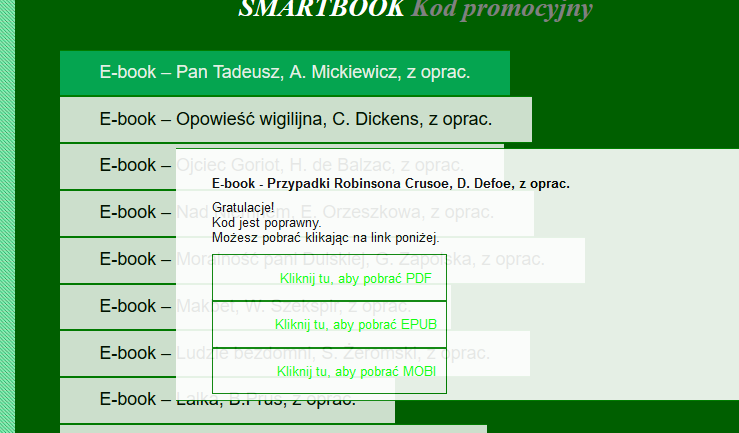 SMARTBOOK Kod promocyjny
E-book – Pan Tadeusz, A. Mickiewicz, z oprac.
E-book – Opowieść wigilijna, C. Dickens, z oprac.
E-book – Ojciec Goriot, H. de Balzac, z oprac.
E-book – Nad Niemnem, E. Orzeszkowa, z oprac.
E-book – Moralność pani Dulskiej, G. Zapolska, z oprac.
E-book – Makbet, W. Szekspir, z oprac.
E-book – Ludzie bezdomni, S. Żeromski, z oprac.
E-book – Lalka, B.Prus, z oprac.
E-book - Przypadki Robinsona Crusoe, D. Defoe, z oprac.
Gratulacje!
Kod jest poprawny.
Możesz pobrać klikając na link poniżej.
Kliknij tu, aby pobrać PDF
Kliknij tu, aby pobrać EPUB
Kliknij tu, aby pobrać MOBI